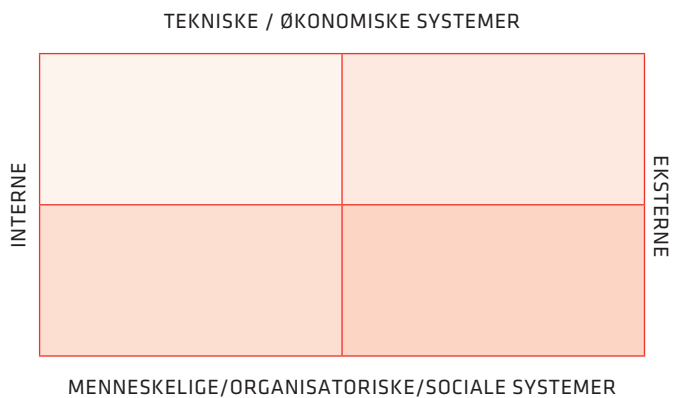 TEKNISKE / ØKONOMISKE SYSTEMER
INTERNE
EKSTERNE
MENNESKELIGE/ORGANISATORISKE/SOCIALE SYSTEMER